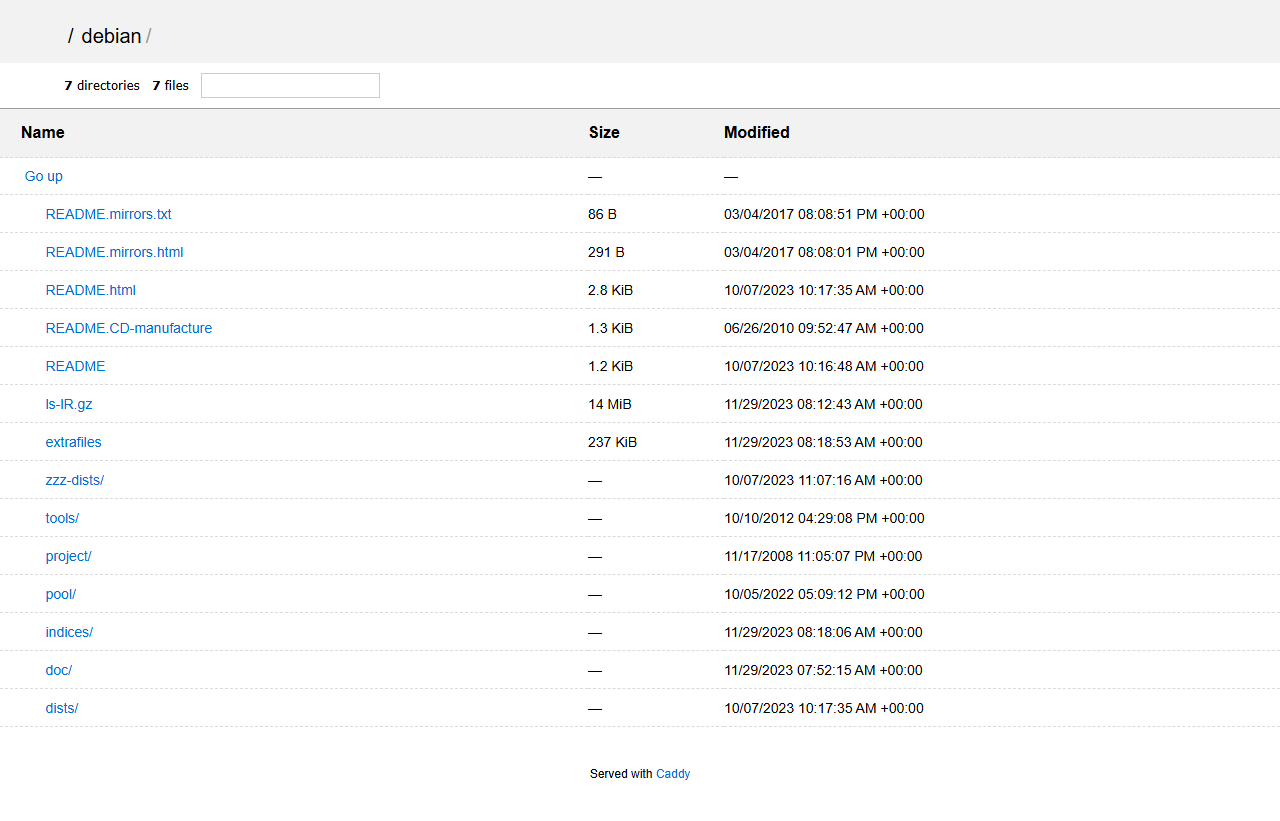 / debian /
7 directories 7 files
Name Size Modified
Go up — —
README.mirrors.txt 86 B 03/04/2017 08:08:51 PM +00:00
README.mirrors.html 291 B 03/04/2017 08:08:01 PM +00:00
README.html 2.8 KiB 10/07/2023 10:17:35 AM +00:00
README.CD-manufacture 1.3 KiB 06/26/2010 09:52:47 AM +00:00
README 1.2 KiB 10/07/2023 10:16:48 AM +00:00
ls-lR.gz 14 MiB 11/29/2023 08:12:43 AM +00:00
extrafiles 237 KiB 11/29/2023 08:18:53 AM +00:00
zzz-dists/ — 10/07/2023 11:07:16 AM +00:00
tools/ — 10/10/2012 04:29:08 PM +00:00
project/ — 11/17/2008 11:05:07 PM +00:00
pool/ — 10/05/2022 05:09:12 PM +00:00
indices/ — 11/29/2023 08:18:06 AM +00:00
doc/ — 11/29/2023 07:52:15 AM +00:00
dists/ — 10/07/2023 10:17:35 AM +00:00
Served with Caddy